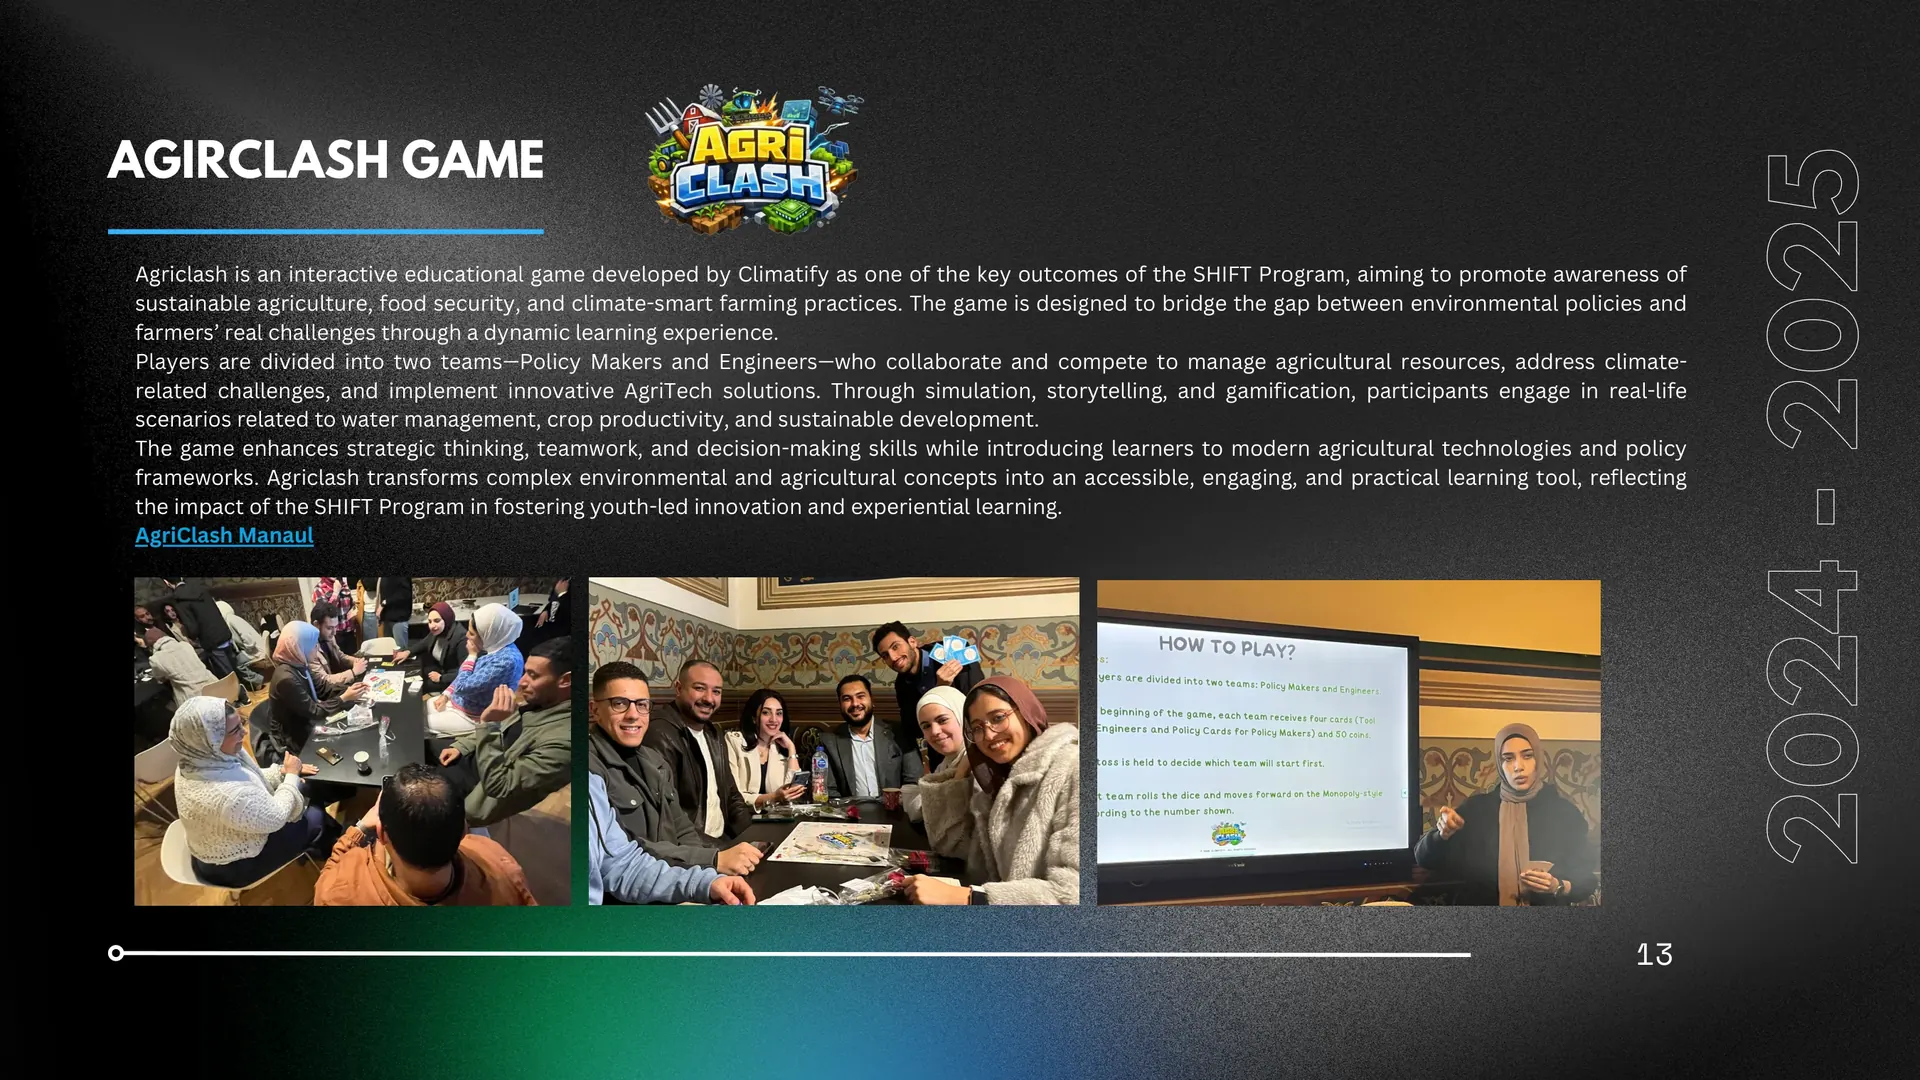 AGIRCLASH GAME
AGRI
CLASH
Agriclash is an interactive educational game developed by Climatify as one of the key outcomes of the SHIFT Program, aiming to promote awareness of
sustainable agriculture, food security, and climate-smart farming practices. The game is designed to bridge the gap between environmental policies and
farmers’ real challenges through a dynamic learning experience.
Players are divided into two teams—Policy Makers and Engineers—who collaborate and compete to manage agricultural resources, address climate-
related challenges, and implement innovative AgriTech solutions. Through simulation, storytelling, and gamification, participants engage in real-life
scenarios related to water management, crop productivity, and sustainable development.
The game enhances strategic thinking, teamwork, and decision-making skills while introducing learners to modern agricultural technologies and policy
frameworks. Agriclash transforms complex environmental and agricultural concepts into an accessible, engaging, and practical learning tool, reflecting
the impact of the SHIFT Program in fostering youth-led innovation and experiential learning.
AgriClash Manaul
HOW TO PLAY?
s:
yers are divided into two teams: Policy Makers and Engineers.
beginning of the game, each team receives four cards (Tool
Engineers and Policy Cards for Policy Makers) and 50 coins.
toss is held to decide which team will start first.
t team rolls the dice and moves forward on the Monopoly-style
ording to the number shown.
AGRI
CLASH
13
2024 - 2025